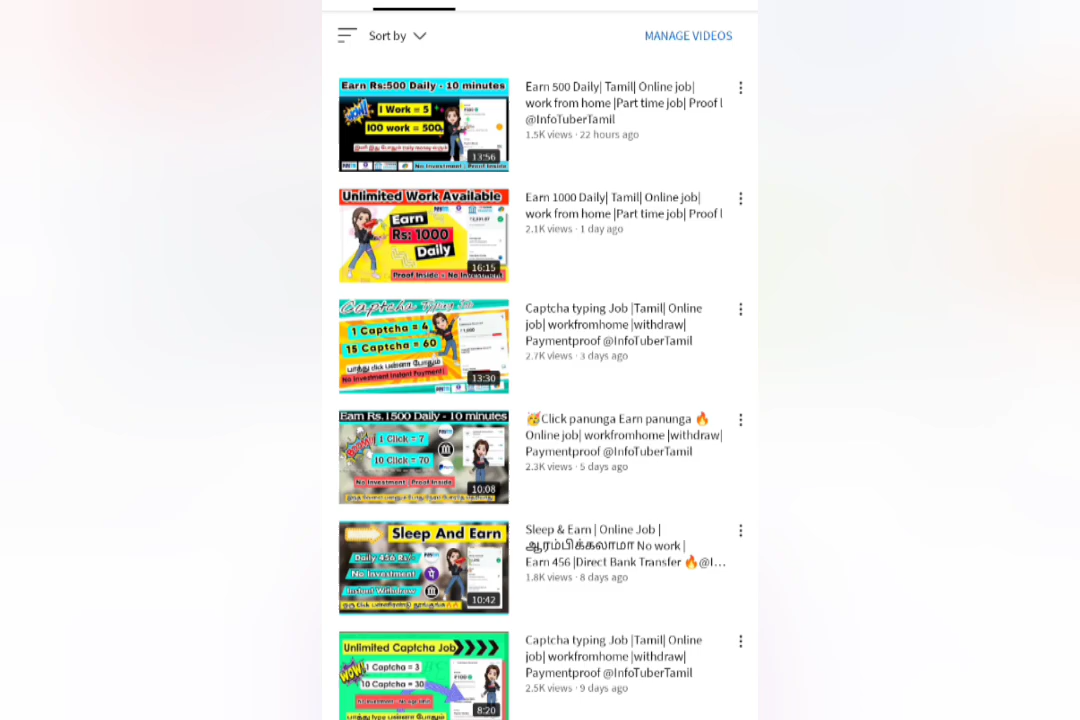 Sort by
MANAGE VIDEOS
Earn Rs:500 Daily - 10 minutes
1 Work = 5
100 work = 500
13:56
No Investment - Proof Inside
Earn 500 Daily| Tamil| Online job|
work from home |Part time job| Proof l
@InfoTuberTamil
1.5K views · 22 hours ago
Unlimited Work Available
Earn
Rs: 1000
Daily
16:15
Proof Inside + No Investment
Earn 1000 Daily| Tamil| Online job|
work from home |Part time job| Proof l
2.1K views · 1 day ago
Captcha Typing Job
1 Captcha = 4
15 Captcha = 60
பார்த்து click பண்ணா போதும்
No Investment Instant Payment
13:30
Captcha typing Job |Tamil| Online
job| workfromhome |withdraw|
Paymentproof @InfoTuberTamil
2.7K views · 3 days ago
Earn Rs.1500 Daily - 10 minutes
1 Click = 7
10 Click = 70
No Investment - Proof Inside
10:08
🥳Click panunga Earn panunga 🔥
Online job| workfromhome |withdraw|
Paymentproof @InfoTuberTamil
2.3K views · 5 days ago
Sleep And Earn
Daily 456 Rs/-
No Investment
Instant Withdraw
10:42
Sleep & Earn | Online Job |
ஆரம்பிக்கலாமா No work |
Earn 456 |Direct Bank Transfer 🔥@I...
1.8K views · 8 days ago
Unlimited Captcha Job
WOW!
1 Captcha = 3
10 Captcha = 30
பார்த்து type பண்ணா போதும்
8:20
Captcha typing Job |Tamil| Online
job| workfromhome |withdraw|
Paymentproof @InfoTuberTamil
2.5K views · 9 days ago